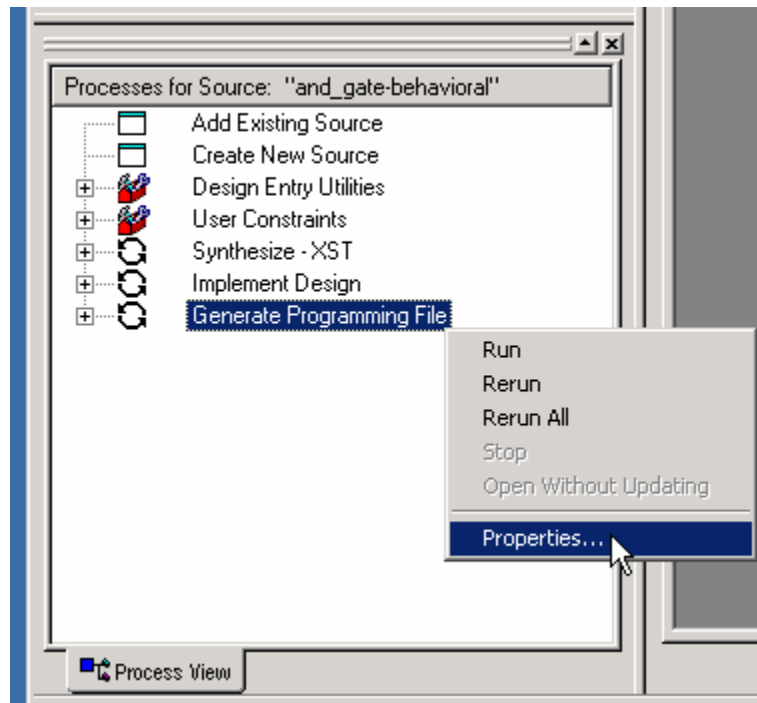 Processes for Source: "and_gate-behavioral"
Add Existing Source
Create New Source
Design Entry Utilities
User Constraints
Synthesize - XST
Implement Design
Generate Programming File
Run
Rerun
Rerun All
Stop
Open Without Updating
Properties...
Process View